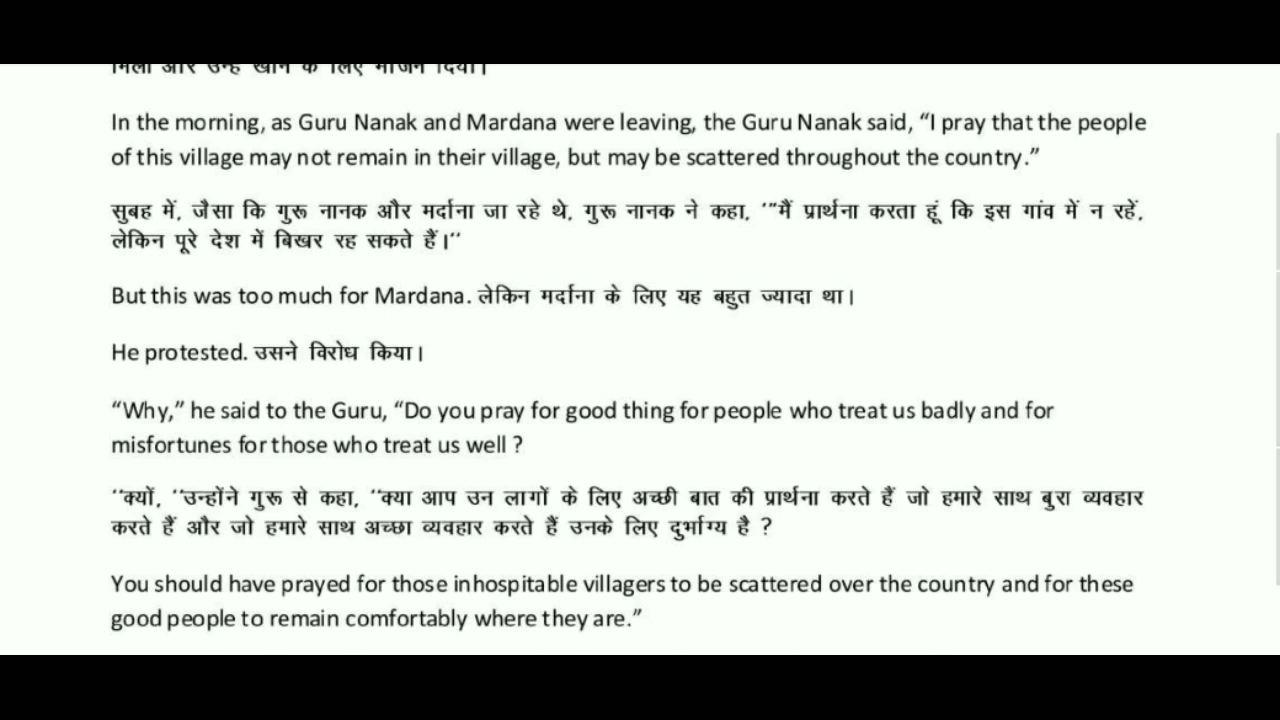 मिला और उन्हें खाने के लिए भोजन दिया।
In the morning, as Guru Nanak and Mardana were leaving, the Guru Nanak said, “I pray that the people
of this village may not remain in their village, but may be scattered throughout the country.”
सुबह में, जैसा कि गुरू नानक और मर्दाना जा रहे थे, गुरू नानक ने कहा, ‘"मैं प्रार्थना करता हूं कि इस गांव में न रहें,
लेकिन पूरे देश में बिखर रह सकते हैं।‘‘
But this was too much for Mardana. लेकिन मर्दाना के लिए यह बहुत ज्यादा था।
He protested. उसने विरोध किया।
“Why,” he said to the Guru, “Do you pray for good thing for people who treat us badly and for
misfortunes for those who treat us well ?
‘‘क्यों, ‘‘उन्होंने गुरू से कहा, ‘‘क्या आप उन लागों के लिए अच्छी बात की प्रार्थना करते हैं जो हमारे साथ बुरा व्यवहार
करते हैं और जो हमारे साथ अच्छा व्यवहार करते हैं उनके लिए दुर्भाग्य है ?
You should have prayed for those inhospitable villagers to be scattered over the country and for these
good people to remain comfortably where they are.”